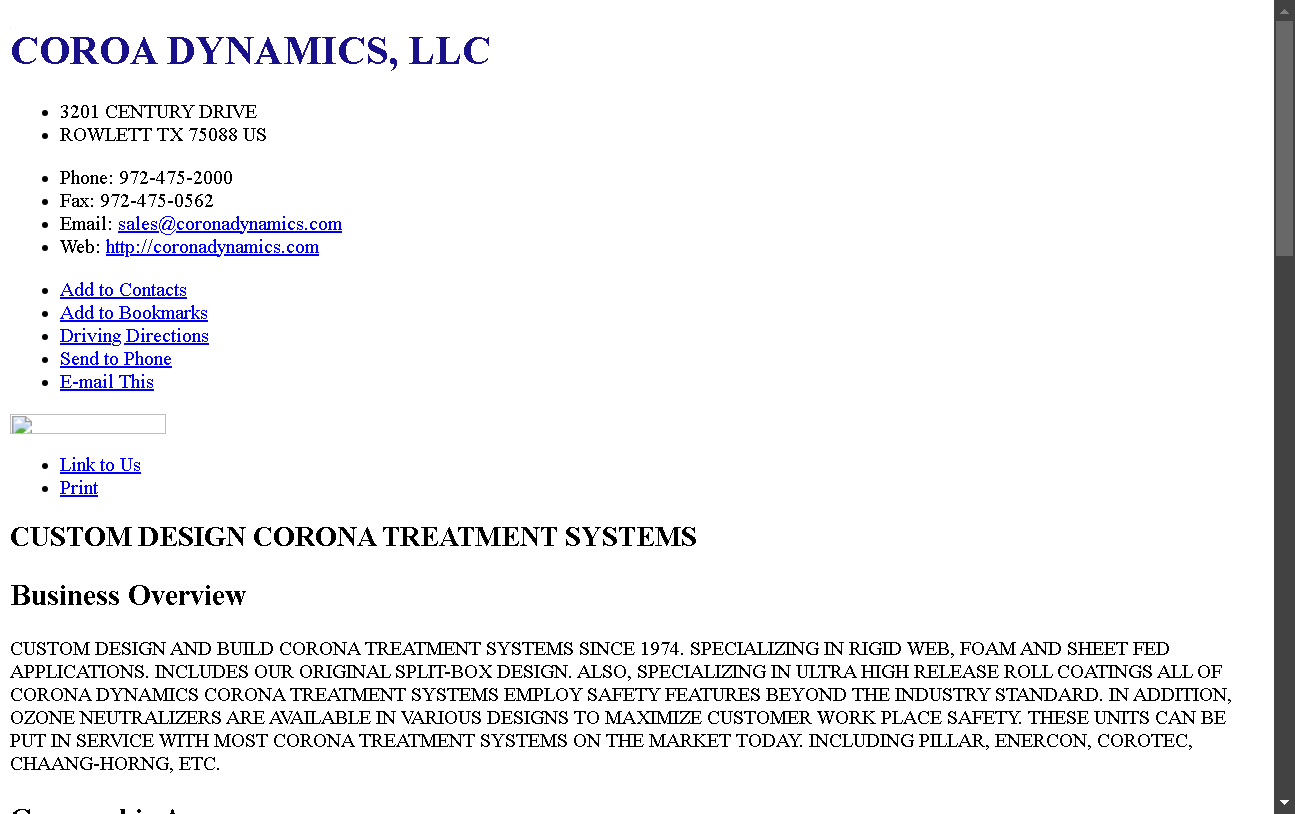 COROA DYNAMICS, LLC
3201 CENTURY DRIVE
ROWLETT TX 75088 US
Phone: 972-475-2000
Fax: 972-475-0562
Email: sales@coronadynamics.com
Web: http://coronadynamics.com
Add to Contacts
Add to Bookmarks
Driving Directions
Send to Phone
E-mail This
Link to Us
Print
CUSTOM DESIGN CORONA TREATMENT SYSTEMS
Business Overview
CUSTOM DESIGN AND BUILD CORONA TREATMENT SYSTEMS SINCE 1974. SPECIALIZING IN RIGID WEB, FOAM AND SHEET FED
APPLICATIONS. INCLUDES OUR ORIGINAL SPLIT-BOX DESIGN. ALSO, SPECIALIZING IN ULTRA HIGH RELEASE ROLL COATINGS ALL OF
CORONA DYNAMICS CORONA TREATMENT SYSTEMS EMPLOY SAFETY FEATURES BEYOND THE INDUSTRY STANDARD. IN ADDITION,
OZONE NEUTRALIZERS ARE AVAILABLE IN VARIOUS DESIGNS TO MAXIMIZE CUSTOMER WORK PLACE SAFETY. THESE UNITS CAN BE
PUT IN SERVICE WITH MOST CORONA TREATMENT SYSTEMS ON THE MARKET TODAY. INCLUDING PILLAR, ENERCON, COROTEC,
CHAANG-HORNG, ETC.